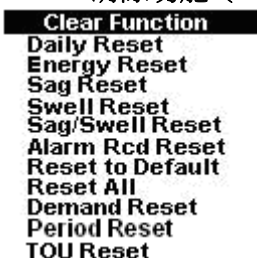 Clear Function
Daily Reset
Energy Reset
Sag Reset
Swell Reset
Sag/Swell Reset
Alarm Rcd Reset
Reset to Default
Reset All
Demand Reset
Period Reset
TOU Reset